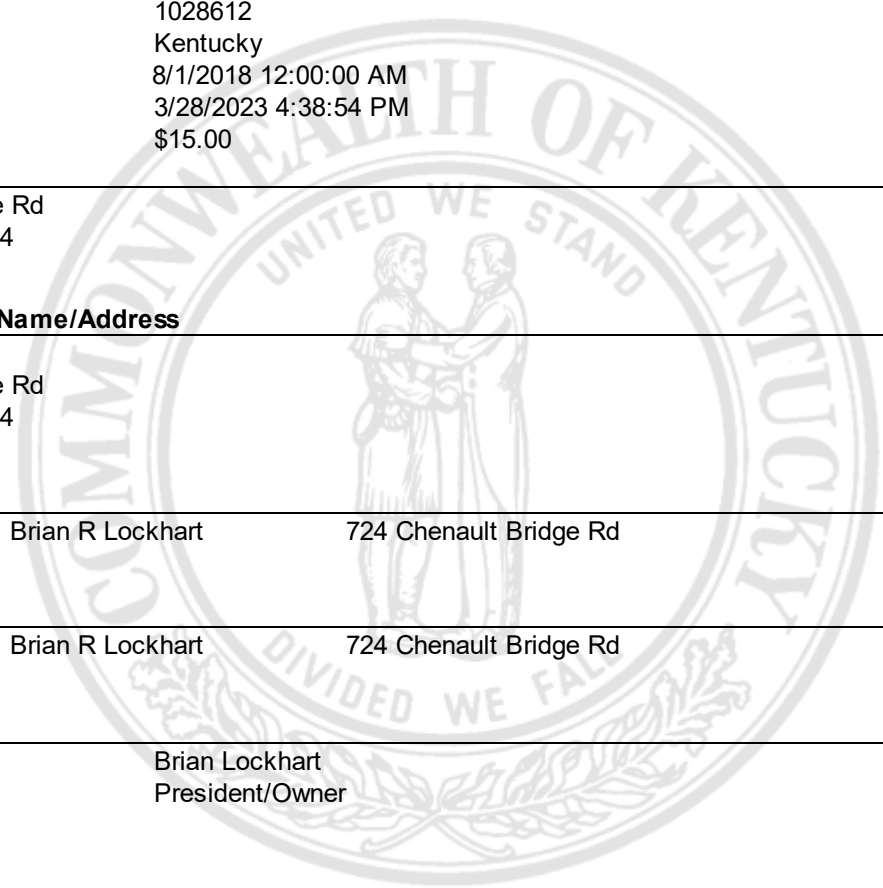 1028612
Kentucky
8/1/2018 12:00:00 AM
3/28/2023 4:38:54 PM
$15.00
COMMONWEALTH OF KENTUCKY
UNITED WE STAND
e Rd
4
Name/Address
e Rd
4
Brian R Lockhart 724 Chenault Bridge Rd
Brian R Lockhart 724 Chenault Bridge Rd
DIVIDED WE FALL
Brian Lockhart
President/Owner